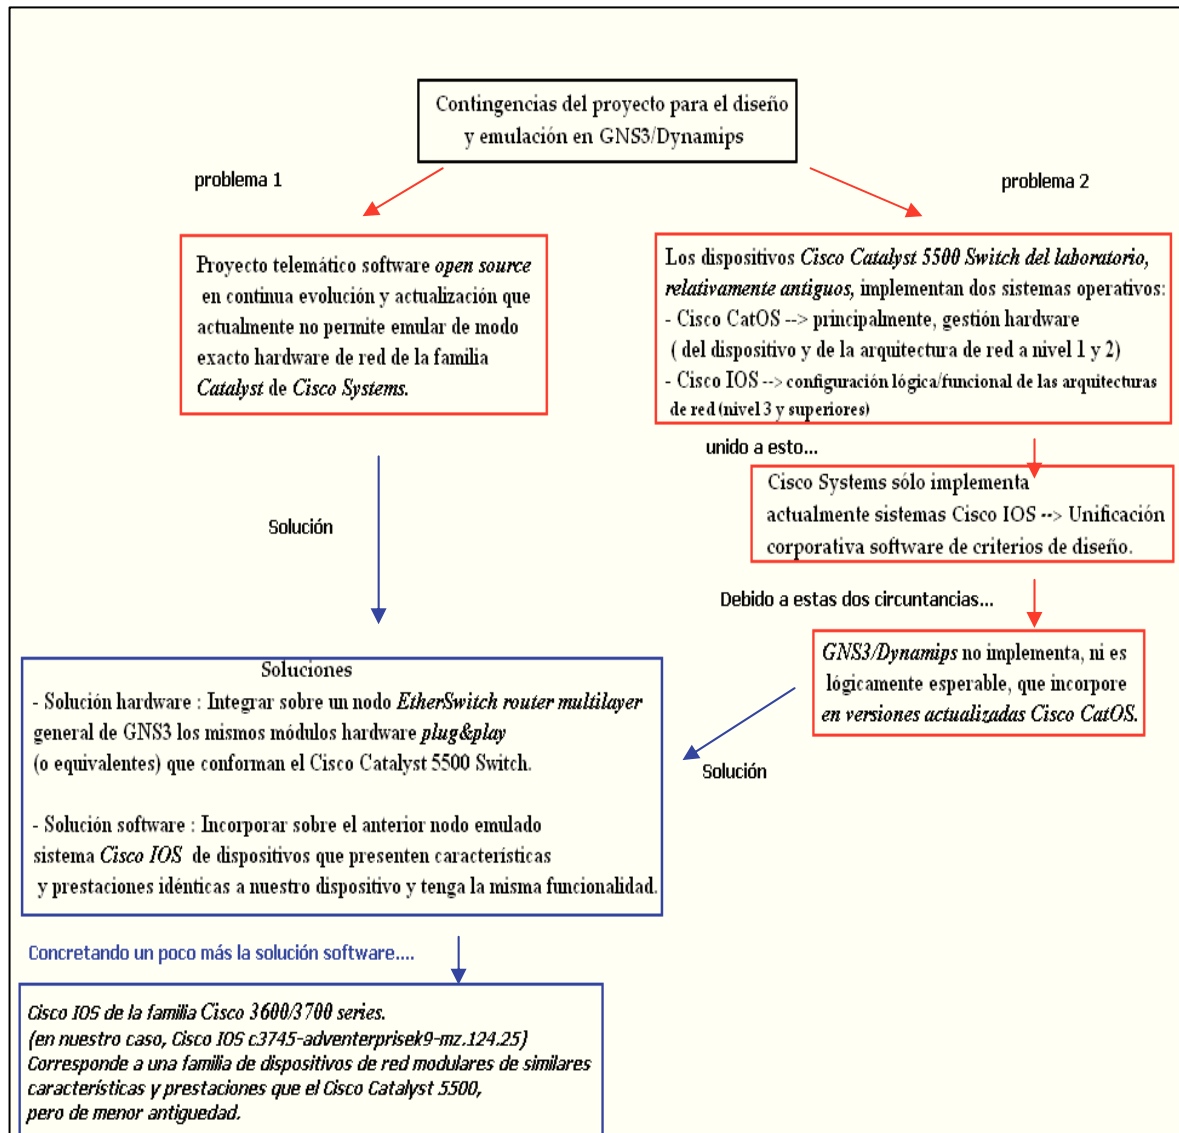 Contingencias del proyecto para el diseño
y emulación en GNS3/Dynamips
problema 1
problema 2
Proyecto telemático software open source
en continua evolución y actualización que
actualmente no permite emular de modo
exacto hardware de red de la familia
Catalyst de Cisco Systems.
Los dispositivos Cisco Catalyst 5500 Switch del laboratorio,
relativamente antiguos, implementan dos sistemas operativos:
- Cisco CatOS --> principalmente, gestión hardware
( del dispositivo y de la arquitectura de red a nivel 1 y 2)
- Cisco IOS --> configuración lógica/funcional de las arquitecturas
de red (nivel 3 y superiores)
unido a esto...
Cisco Systems sólo implementa
actualmente sistemas Cisco IOS --> Unificación
corporativa software de criterios de diseño.
Solución
Debido a estas dos circuntancias...
GNS3/Dynamips no implementa, ni es
lógicamente esperable, que incorpore
en versiones actualizadas Cisco CatOS.
Solución
Soluciones
- Solución hardware : Integrar sobre un nodo EtherSwitch router multilayer
general de GNS3 los mismos módulos hardware plug&play
(o equivalentes) que conforman el Cisco Catalyst 5500 Switch.
- Solución software : Incorporar sobre el anterior nodo emulado
sistema Cisco IOS de dispositivos que presenten característicás
y prestaciones idénticas a nuestro dispositivo y tenga la misma funcionalidad.
Concretando un poco más la solución software....
Cisco IOS de la familia Cisco 3600/3700 series.
(en nuestro caso, Cisco IOS c3745-adventerprisek9-mz.124.25)
Corresponde a una familia de dispositivos de red modulares de similares
características y prestaciones que el Cisco Catalyst 5500,
pero de menor antiguedad.